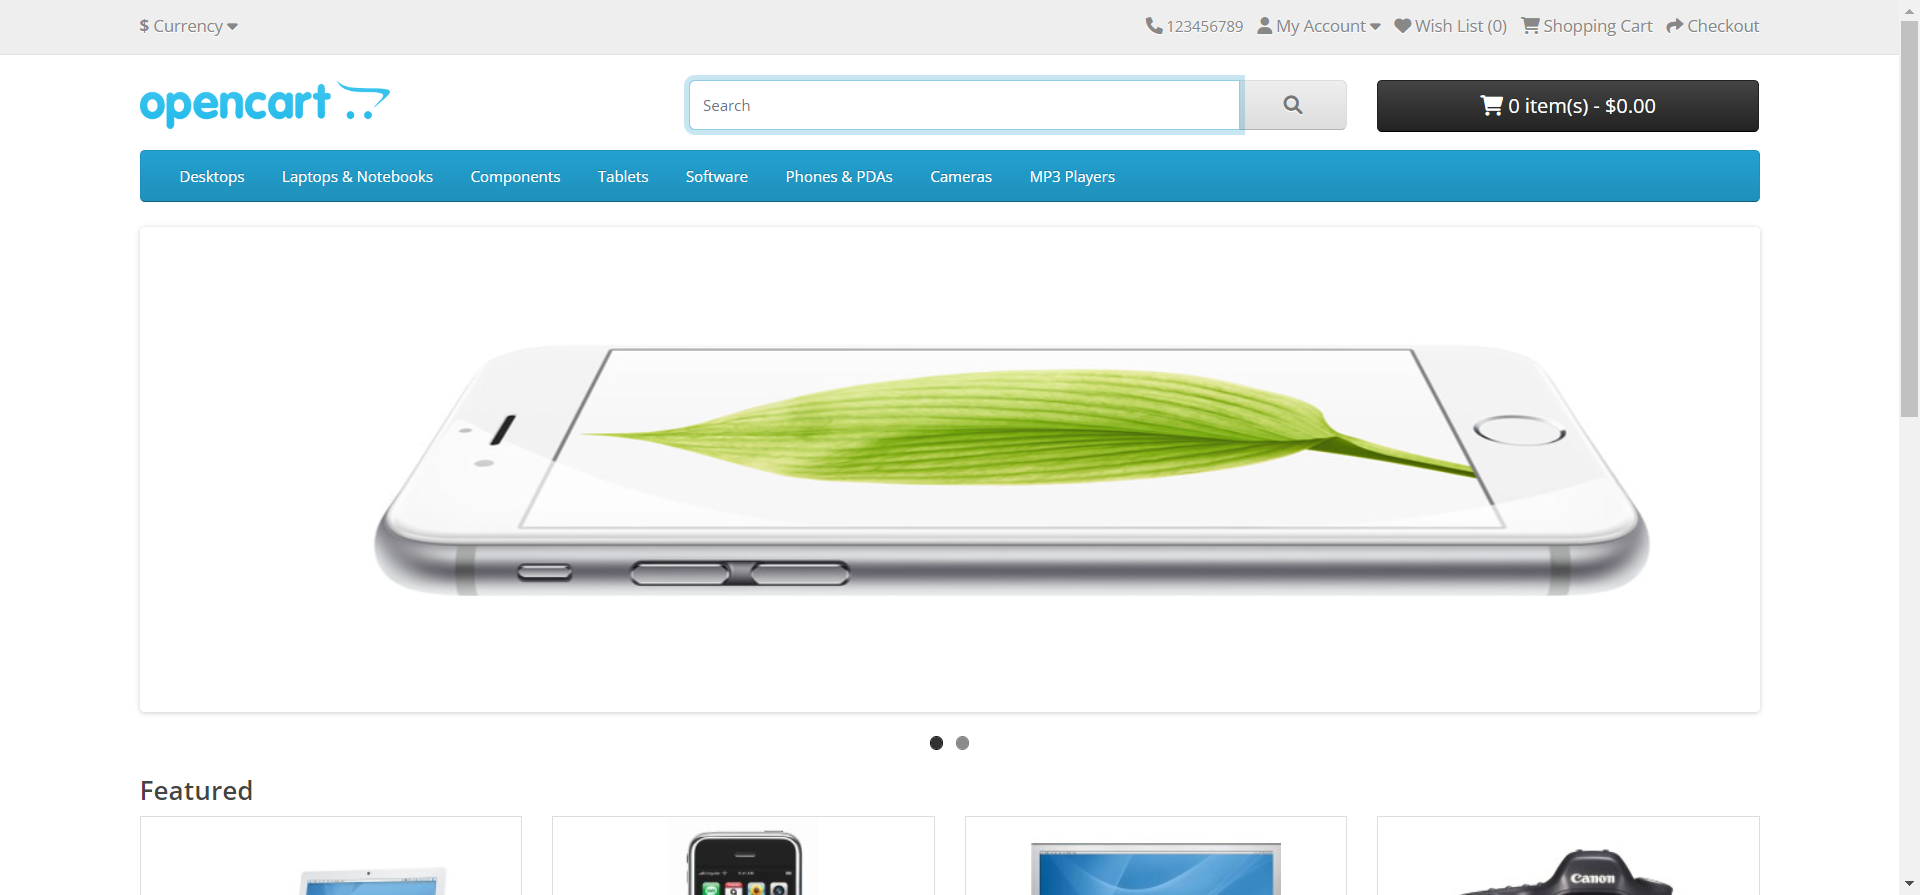 $ Currency
123456789 My Account Wish List (0) Shopping Cart Checkout
opencart
Search
0 item(s) - $0.00
Desktops Laptops & Notebooks Components Tablets Software Phones & PDAs Cameras MP3 Players
Featured
Canon